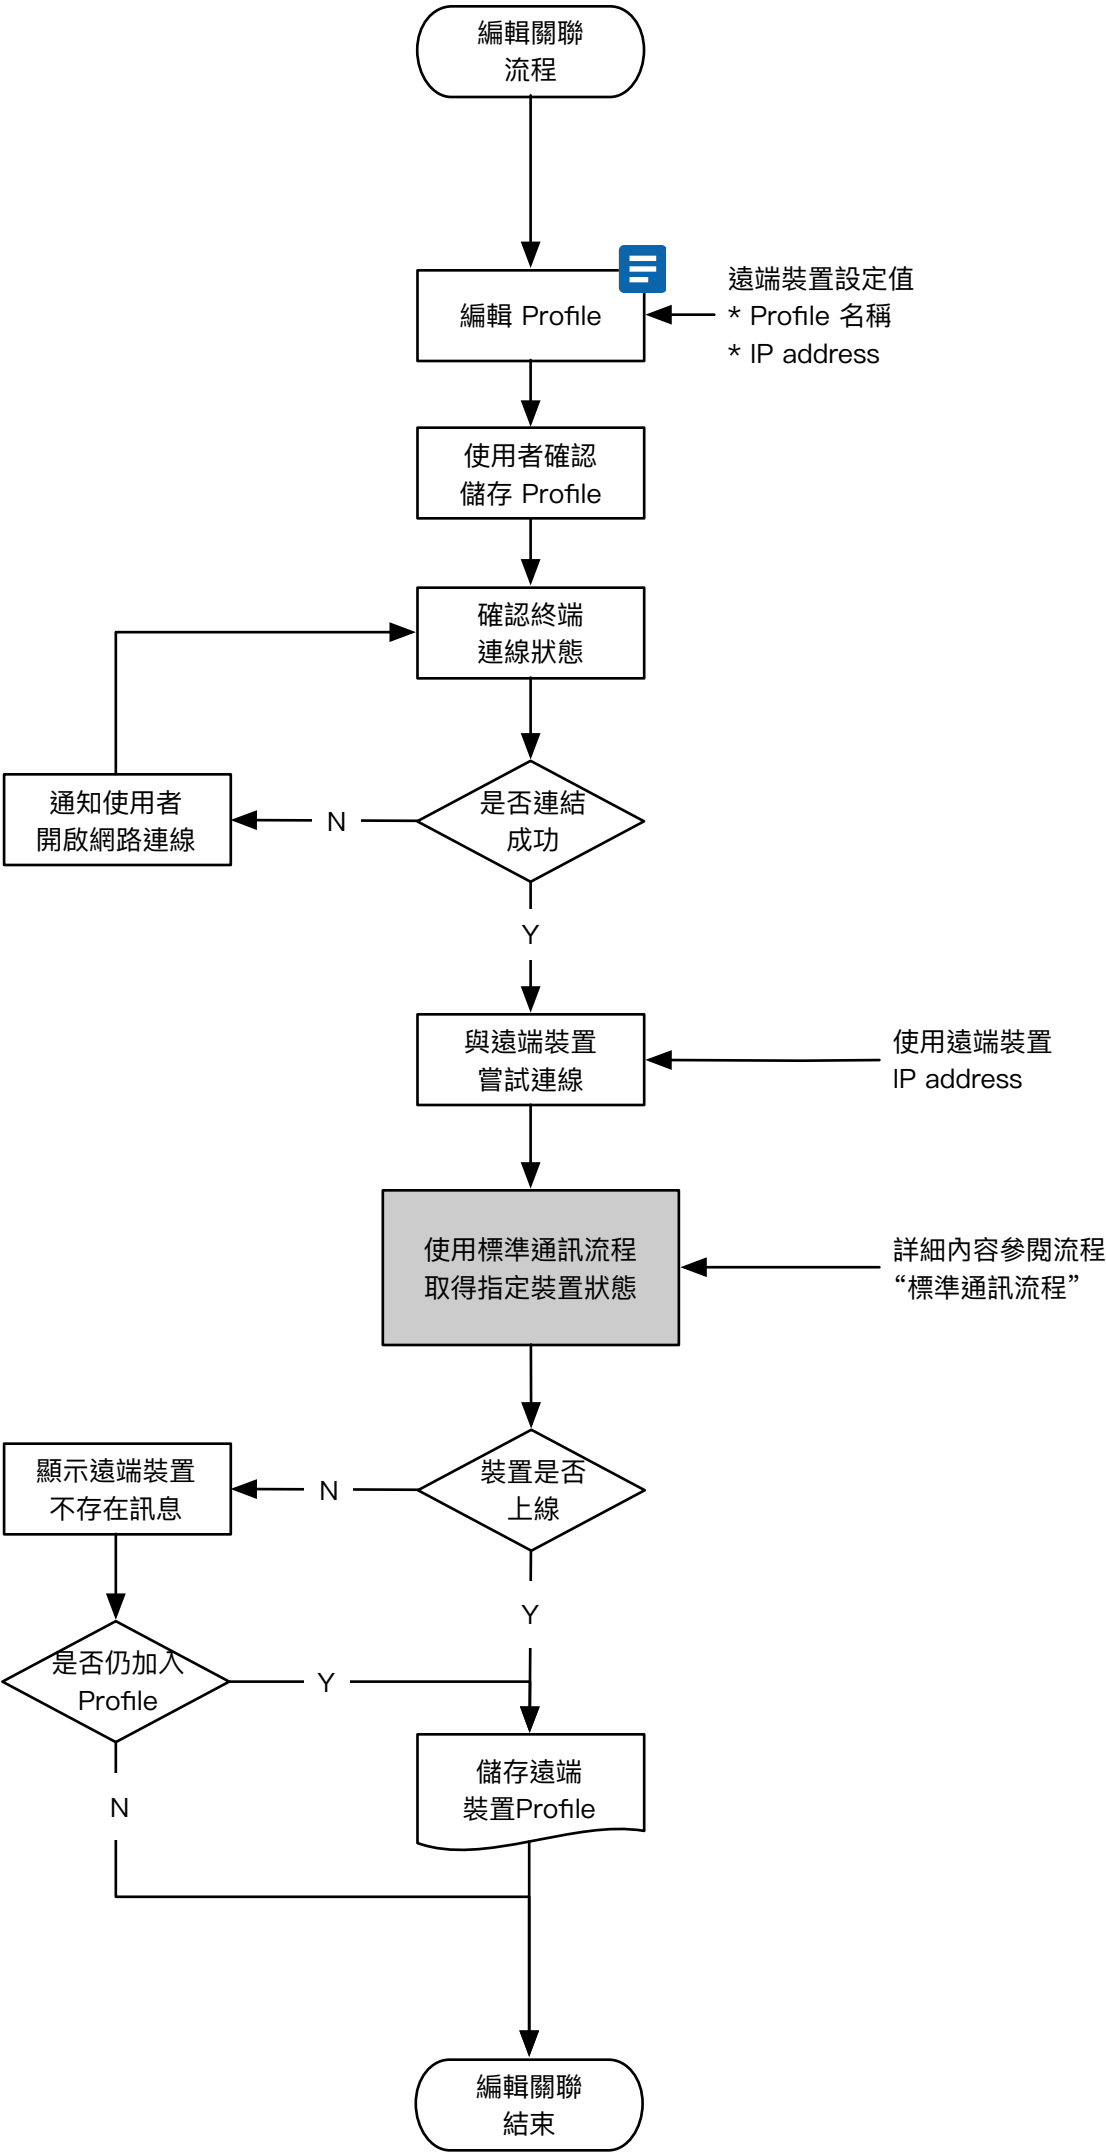 編輯關聯
流程
編輯 Profile
遠端裝置設定值
* Profile 名稱
* IP address
使用者確認
儲存 Profile
確認終端
連線狀態
通知使用者
開啟網路連線
N
是否連結
成功
Y
與遠端裝置
嘗試連線
使用遠端裝置
IP address
使用標準通訊流程
取得指定裝置狀態
詳細內容參閱流程
“標準通訊流程”
顯示遠端裝置
不存在訊息
N
裝置是否
上線
Y
是否仍加入
Profile
Y
N
儲存遠端
裝置Profile
編輯關聯
結束